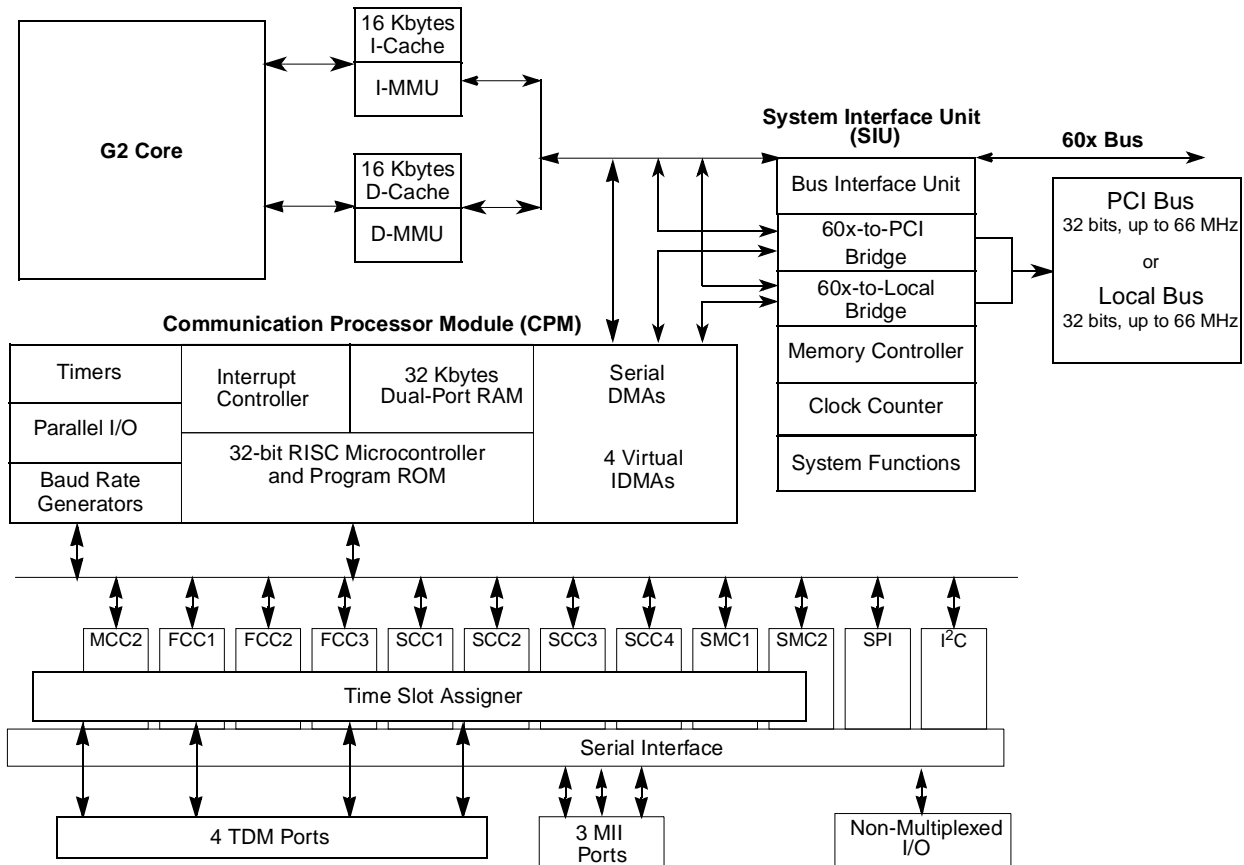 16 Kbytes
I-Cache
I-MMU
G2 Core
16 Kbytes
D-Cache
D-MMU
System Interface Unit
(SIU)
60x Bus
Bus Interface Unit
60x-to-PCI
Bridge
60x-to-Local
Bridge
Memory Controller
Clock Counter
System Functions
PCI Bus
32 bits, up to 66 MHz
or
Local Bus
32 bits, up to 66 MHz
Communication Processor Module (CPM)
Timers
Parallel I/O
Baud Rate
Generators
Interrupt
Controller
32 Kbytes
Dual-Port RAM
32-bit RISC Microcontroller
and Program ROM
Serial
DMAs
4 Virtual
IDMAs
MCC2
FCC1
FCC2
FCC3
SCC1
SCC2
SCC3
SCC4
SMC1
SMC2
SPI
I²C
Time Slot Assigner
Serial Interface
4 TDM Ports
3 MII
Ports
Non-Multiplexed
I/O